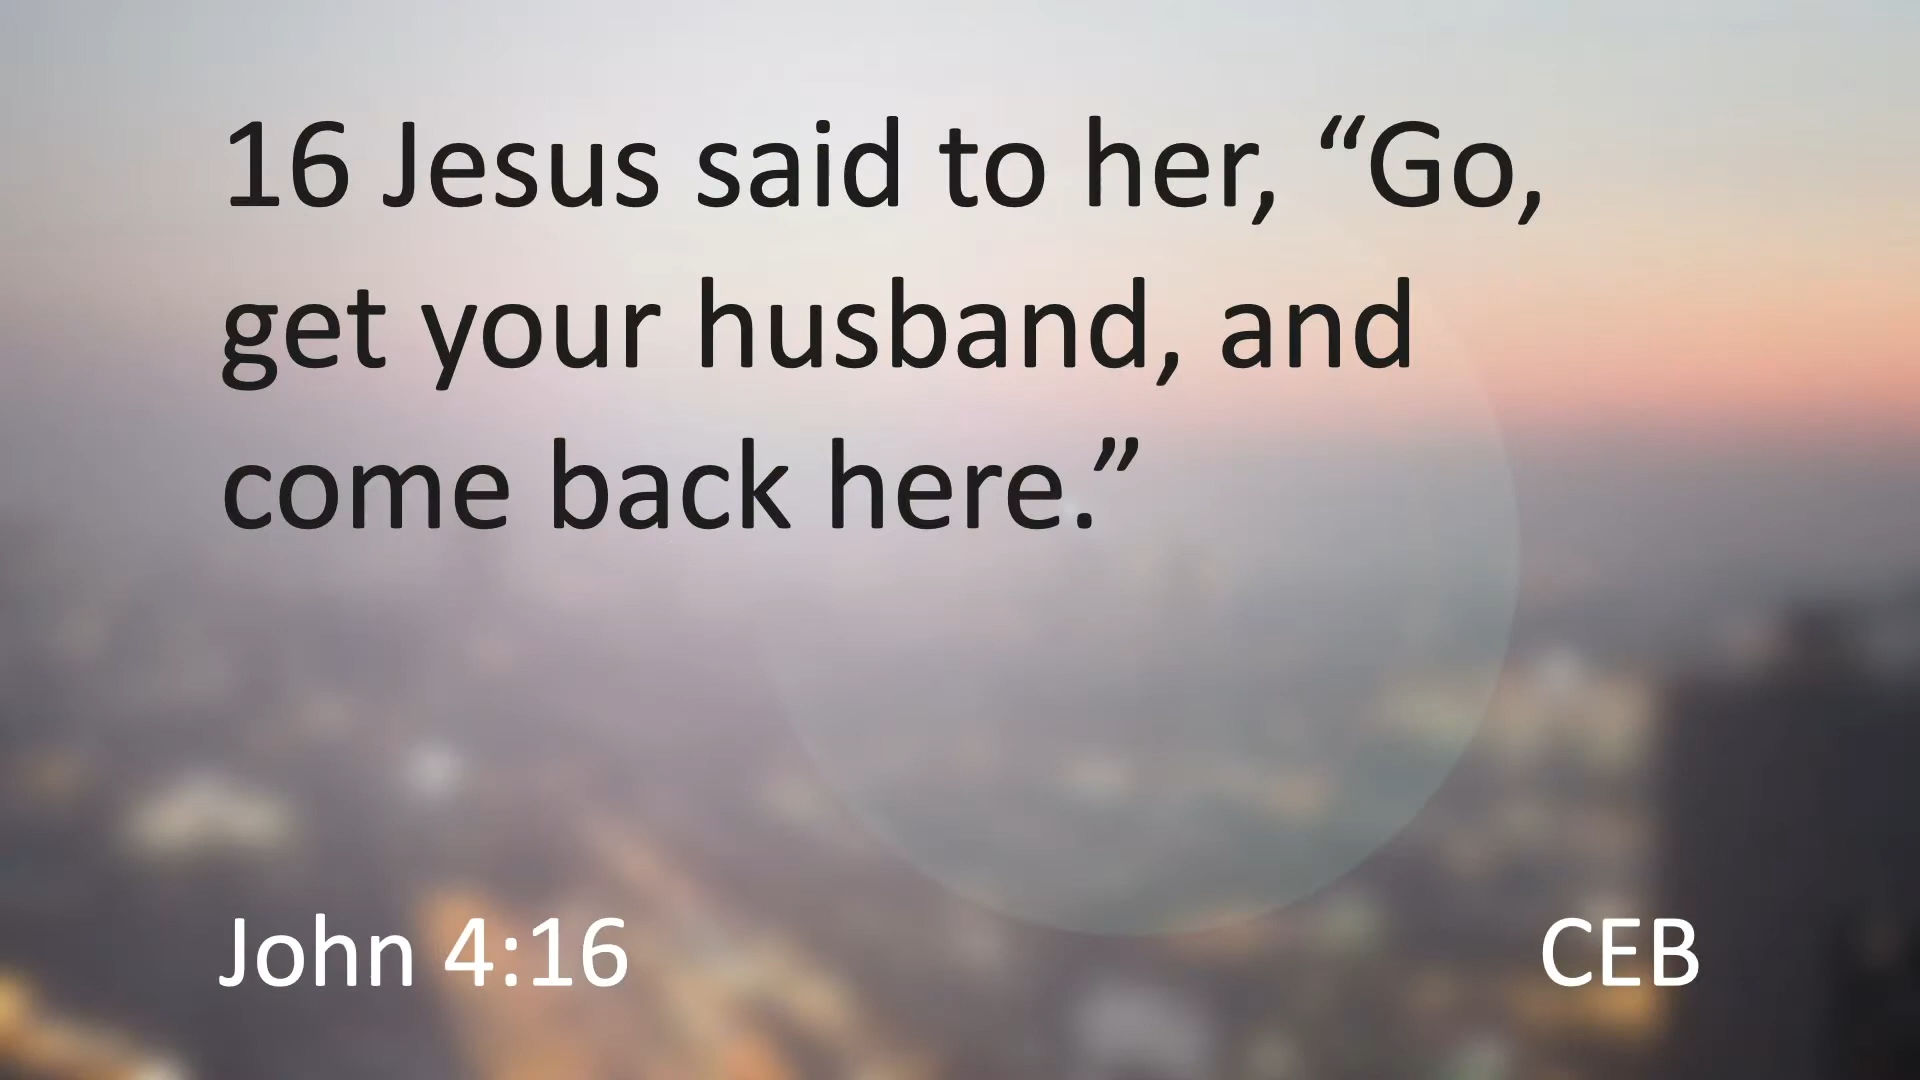 16 Jesus said to her, “Go,
get your husband, and
come back here.”
John 4:16
CEB